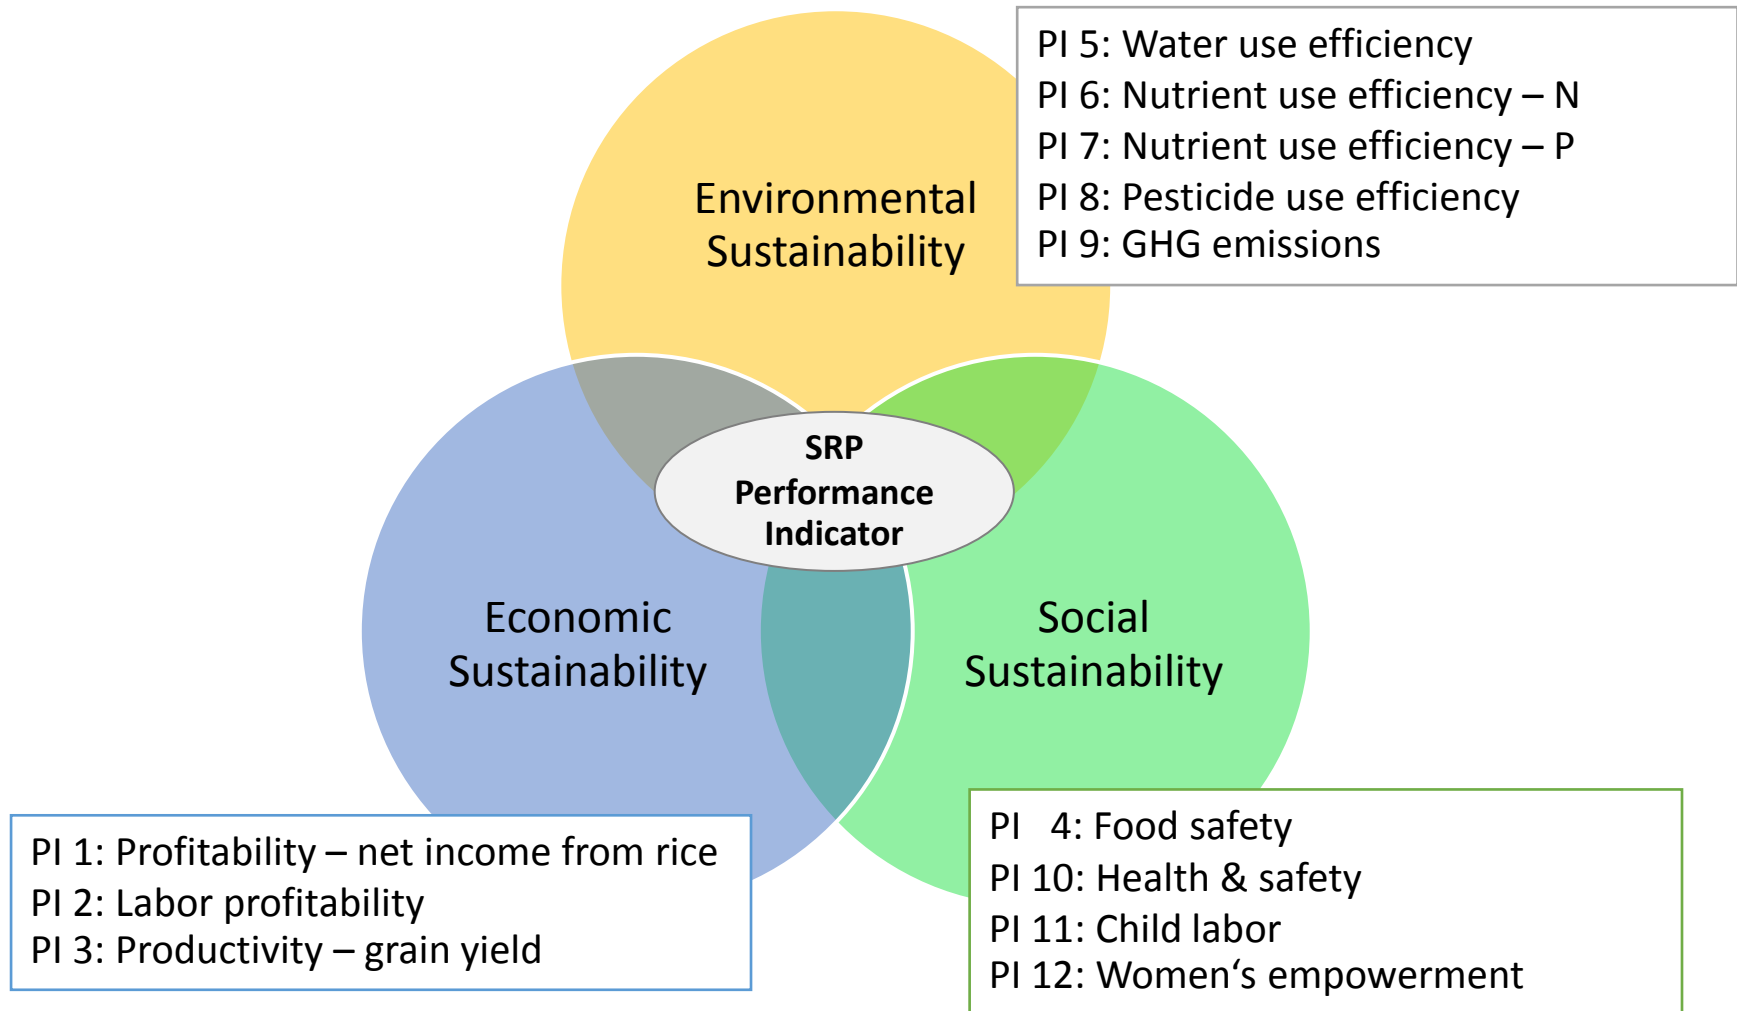 PI 5: Water use efficiency
PI 6: Nutrient use efficiency – N
PI 7: Nutrient use efficiency – P
PI 8: Pesticide use efficiency
PI 9: GHG emissions
Environmental
Sustainability
SRP
Performance
Indicator
Economic
Sustainability
Social
Sustainability
PI 1: Profitability – net income from rice
PI 2: Labor profitability
PI 3: Productivity – grain yield
PI 4: Food safety
PI 10: Health & safety
PI 11: Child labor
PI 12: Women‘s empowerment